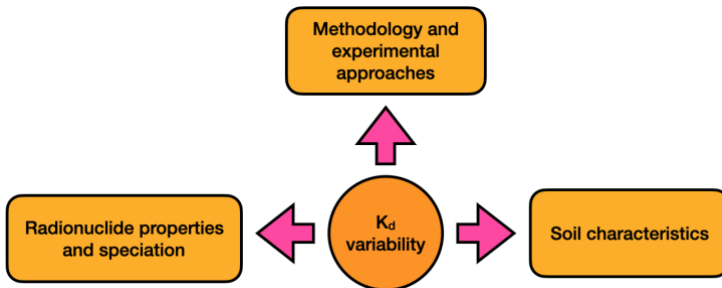 Methodology and
experimental
approaches
Radionuclide properties
and speciation
Kd
variability
Soil characteristics